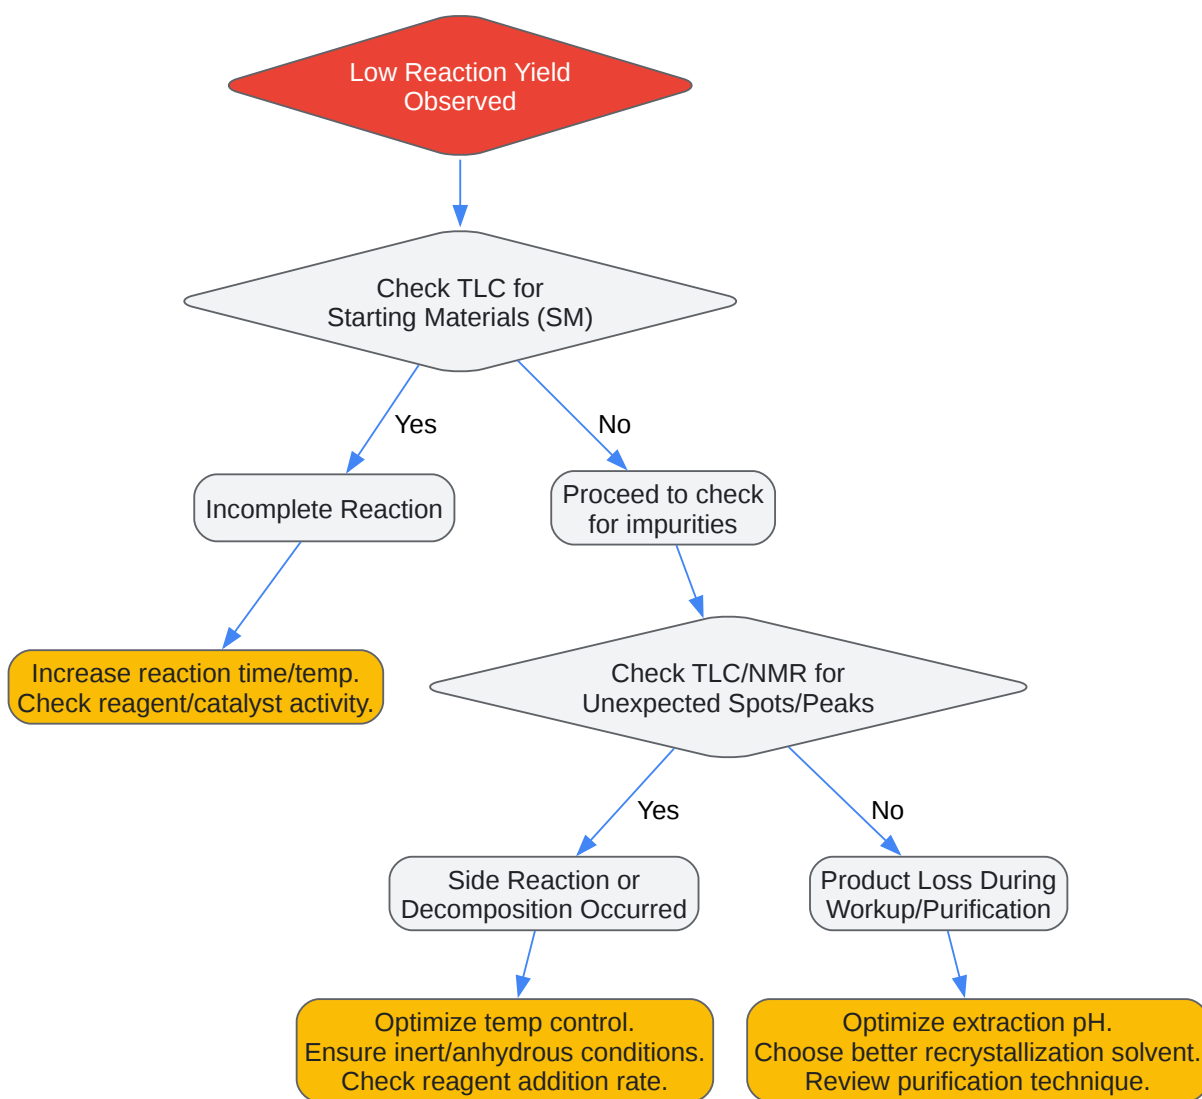 Low Reaction Yield
Observed
Check TLC for
Starting Materials (SM)
Yes
No
Incomplete Reaction
Proceed to check
for impurities
Increase reaction time/temp.
Check reagent/catalyst activity.
Check TLC/NMR for
Unexpected Spots/Peaks
Yes
No
Side Reaction or
Decomposition Occurred
Product Loss During
Workup/Purification
Optimize temp control.
Ensure inert/anhydrous conditions.
Check reagent addition rate.
Optimize extraction pH.
Choose better recrystallization solvent.
Review purification technique.